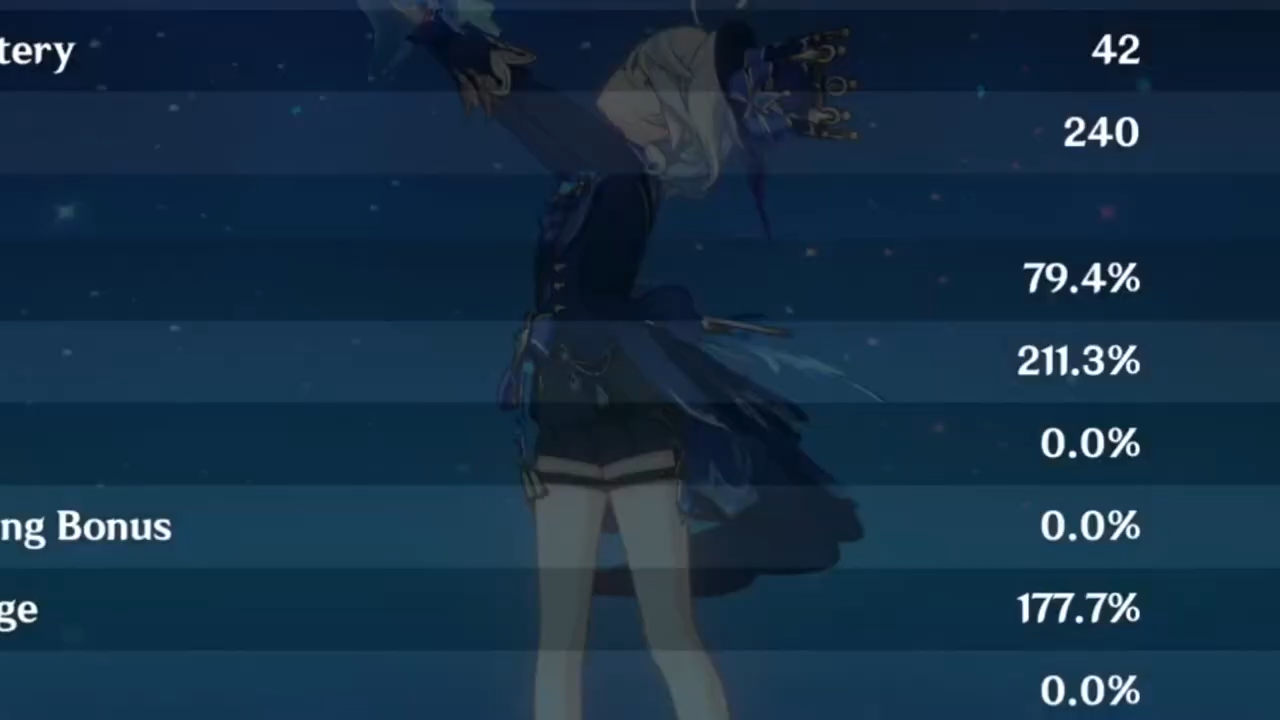 tery 42
240
79.4%
211.3%
0.0%
ng Bonus 0.0%
ge 177.7%
0.0%